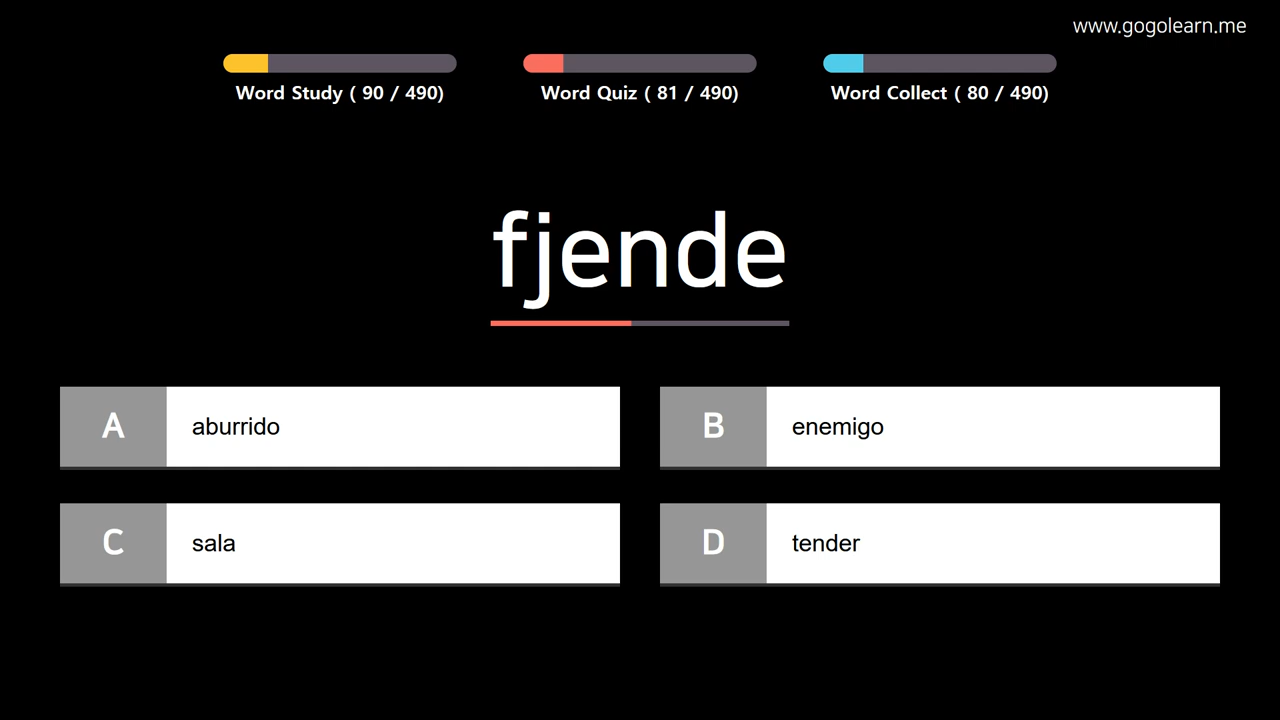 www.gogolearn.me
Word Study ( 90 / 490)
Word Quiz ( 81 / 490)
Word Collect ( 80 / 490)
fjende
A aburrido
B enemigo
C sala
D tender